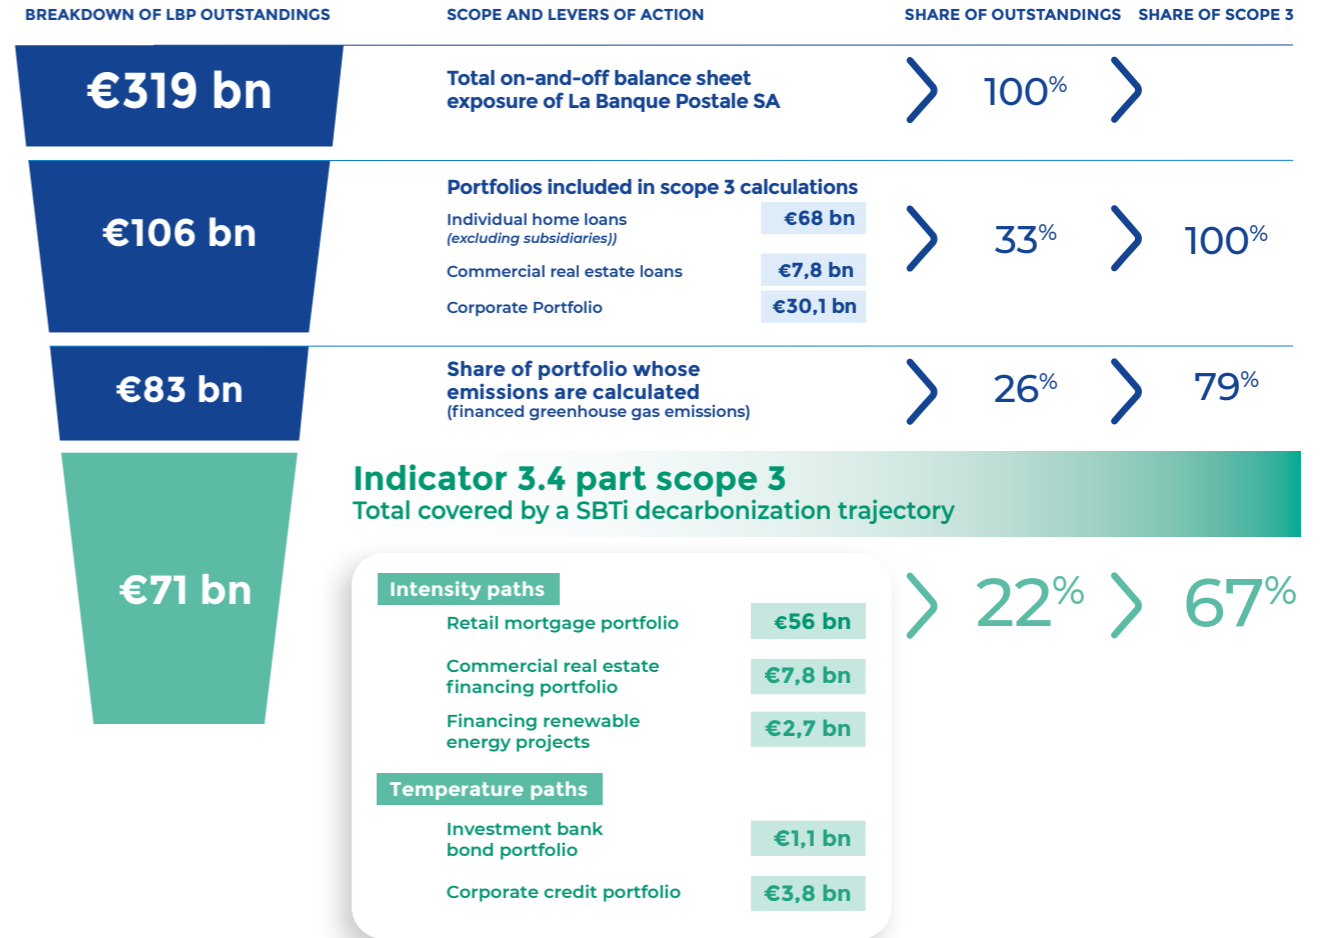 BREAKDOWN OF LBP OUTSTANDINGS
SCOPE AND LEVERS OF ACTION
SHARE OF OUTSTANDINGS
SHARE OF SCOPE 3
€319 bn
Total on-and-off balance sheet
exposure of La Banque Postale SA
100%
€106 bn
Portfolios included in scope 3 calculations
Individual home loans
(excluding subsidiaries))
€68 bn
Commercial real estate loans
€7,8 bn
Corporate Portfolio
€30,1 bn
33%
100%
€83 bn
Share of portfolio whose
emissions are calculated
(financed greenhouse gas emissions)
26%
79%
Indicator 3.4 part scope 3
Total covered by a SBTi decarbonization trajectory
€71 bn
Intensity paths
Retail mortgage portfolio
€56 bn
Commercial real estate
financing portfolio
€7,8 bn
Financing renewable
energy projects
€2,7 bn
Temperature paths
Investment bank
bond portfolio
€1,1 bn
Corporate credit portfolio
€3,8 bn
22%
67%